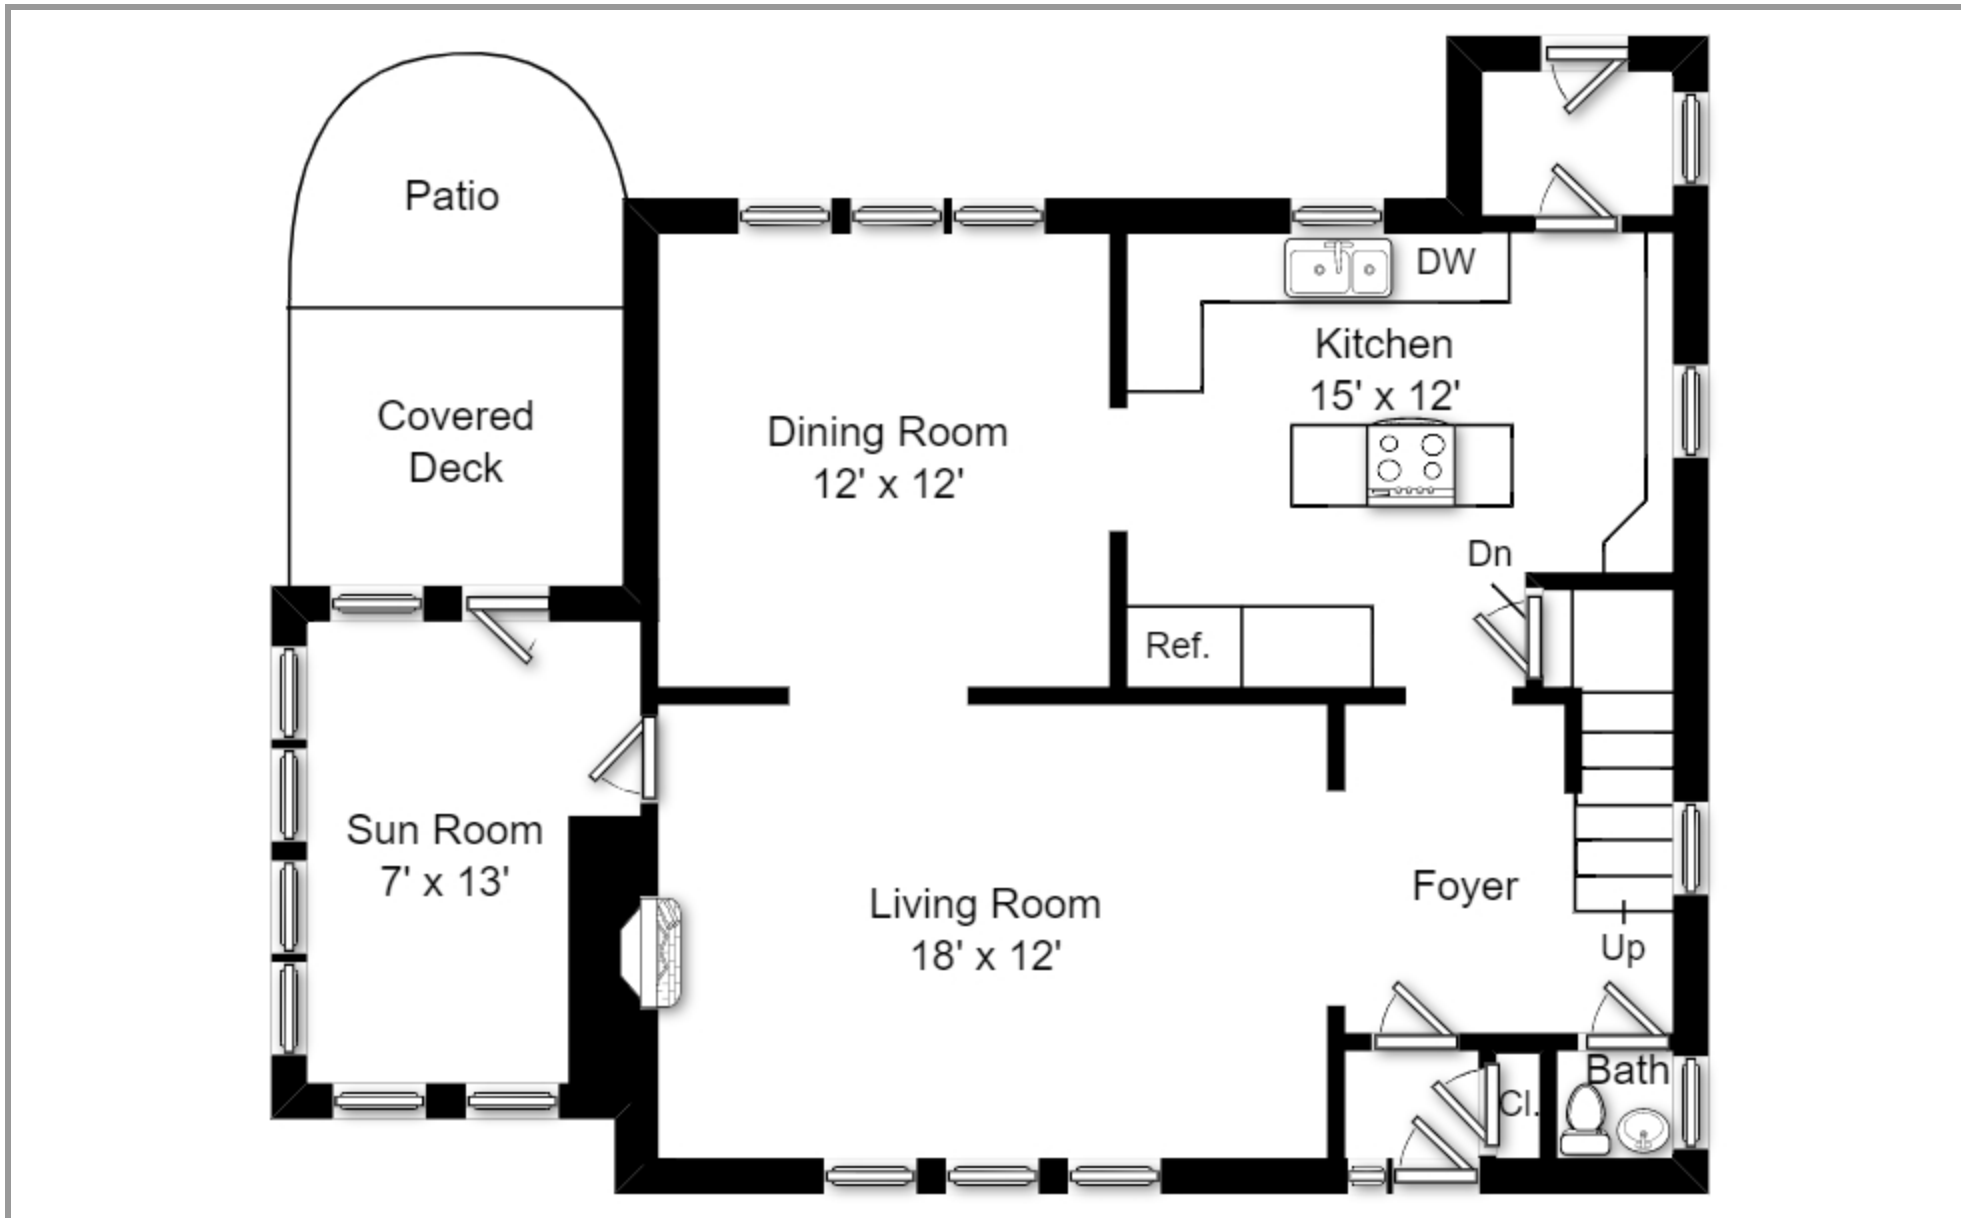 Patio
DW
Kitchen
15' x 12'
Covered
Deck
Dining Room
12' x 12'
Dn
Ref.
Sun Room
7' x 13'
Living Room
18' x 12'
Foyer
Up
Bath
Cl.